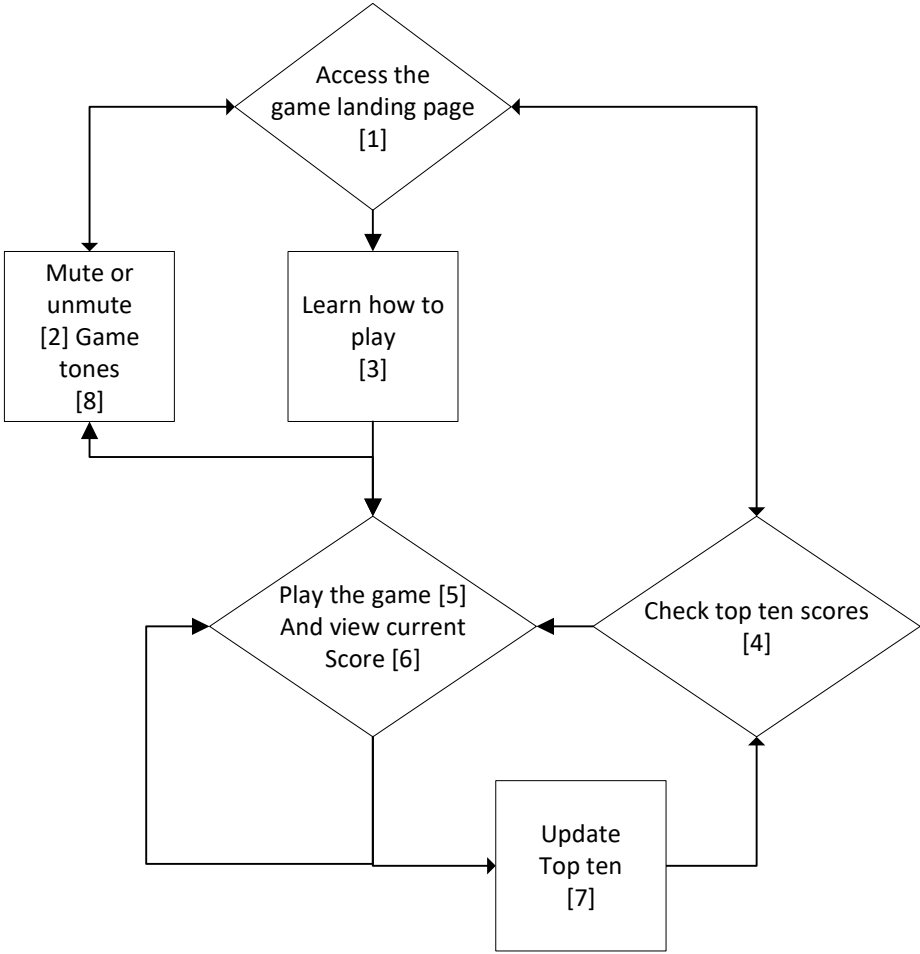 Access the
game landing page
[1]
Mute or
unmute
[2] Game
tones
[8]
Learn how to
play
[3]
Play the game [5]
And view current
Score [6]
Check top ten scores
[4]
Update
Top ten
[7]